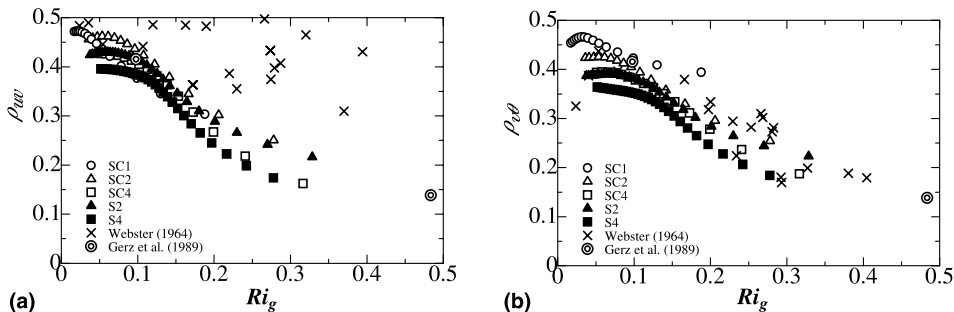 0.5
0.4
0.3
0.2
0.1
0
0.1
0.2
0.3
0.4
0.5
ρuv
Rig
SC1
SC2
SC4
S2
S4
Webster (1964)
Gerz et al. (1989)
(a)
0.5
0.4
0.3
0.2
0.1
0
0.1
0.2
0.3
0.4
0.5
ρvθ
Rig
SC1
SC2
SC4
S2
S4
Webster (1964)
Gerz et al. (1989)
(b)